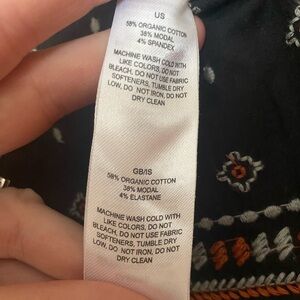 US
58% ORGANIC COTTON
38% MODAL
4% SPANDEX
MACHINE WASH COLD WITH
LIKE COLORS, DO NOT
BLEACH, DO NOT USE FABRIC
SOFTENERS, TUMBLE DRY
LOW, DO NOT IRON, DO NOT
DRY CLEAN
GB/IS
58% ORGANIC COTTON
38% MODAL
4% ELASTANE
MACHINE WASH COLD WITH
LIKE COLORS, DO NOT
BLEACH, DO NOT USE FABRIC
SOFTENERS, TUMBLE DRY
LOW, DO NOT IRON, DO NOT
DRY CLEAN